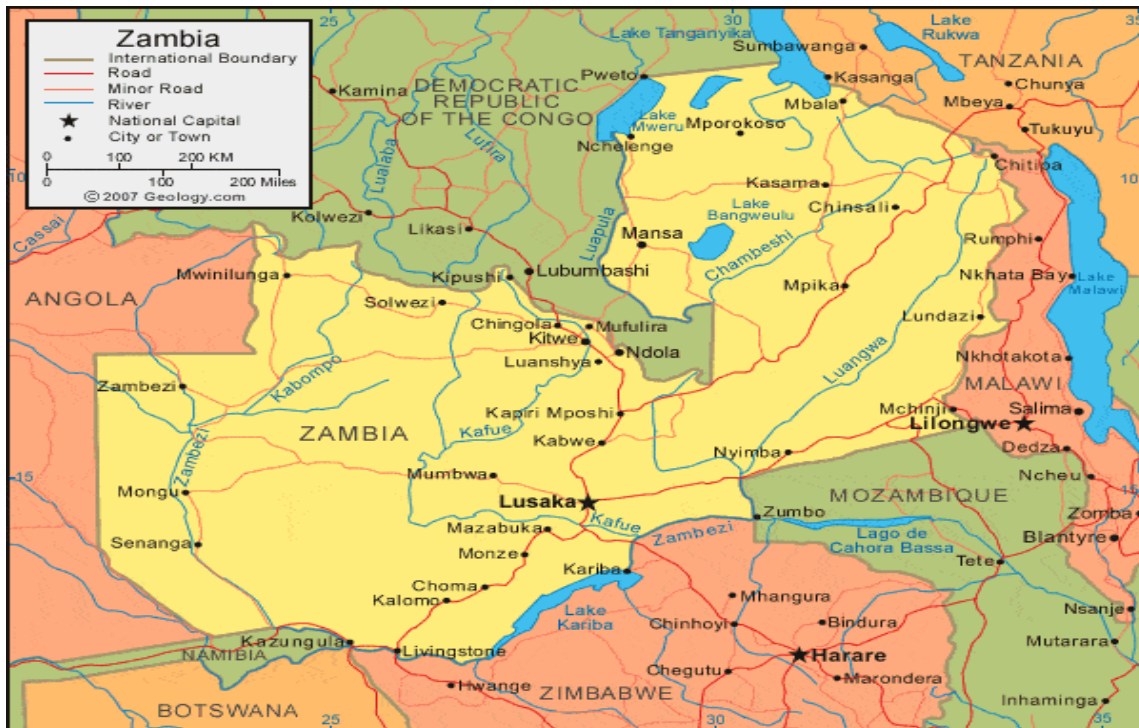 Zambia
International Boundary
Road
Minor Road
River
National Capital
City or Town
0 100 200 KM
0 100 200 Miles
© 2007 Geology.com
25
30
Lake Tanganyika
Lake
Rukwa
Sumbawanga
TANZANIA
Pweto
Kasanga
Chunya
Kamina
DEMOCRATIC
REPUBLIC
OF THE CONGO
Mbala
Mbeya
Lake
Mweru
Mporokoso
Tukuyu
Lufira
Lualaba
Nchelenge
Chitipa
10
10
Kasama
Kolwezi
Lake
Bangweulu
Chinsali
Cassai
Likasi
Luapula
Mansa
Chambeshi
Rumphi
Mwinilunga
Kipushi
Lubumbashi
Mpika
Nkhata Bay
Lake
Malawi
ANGOLA
Solwezi
Chingola
Mufulira
Lundazi
Kitwe
Ndola
Luanshya
Luangwa
Nkhotakota
Zambezi
Kabompo
MALAWI
Kapiri Mposhi
Mchinji
Salima
ZAMBIA
Kafue
Lilongwe
Kabwe
Nyimba
Dedza
15
Zambezi
Mumbwa
Ncheu
Mongu
MOZAMBIQUE
15
Lusaka
Zumbo
Zomba
Kafue
Mazabuka
Zambezi
Lago de
Cahora Bassa
Blantyre
Senanga
Monze
Kariba
Tete
Choma
Kalomo
Mhangura
Lake
Kariba
Nsanje
Chinhoyi
Bindura
Kazungula
Mutarara
NAMIBIA
Livingstone
Harare
Chegutu
Marondera
Hwange
ZIMBABWE
Inhaminga
BOTSWANA
25
30
35